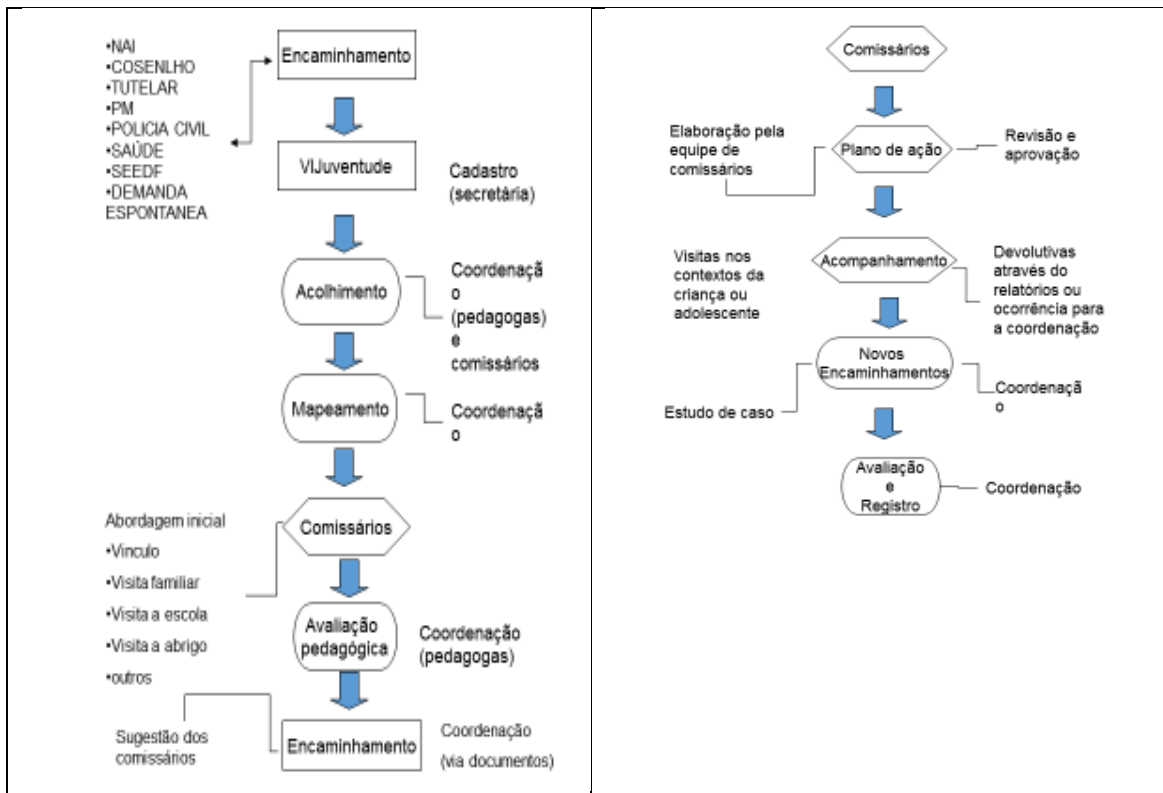 •NAI
•COSENLHO
•TUTELAR
•PM
•POLICIA CIVIL
•SAÚDE
•SEEDF
•DEMANDA
ESPONTANEA
Encaminhamento
VIJuventude
Cadastro
(secretária)
Acolhimento
Coordenaçã
o
(pedagogas)
e
comissários
Mapeamento
Coordenaçã
o
Abordagem inicial
•Vinculo
•Visita familiar
•Visita a escola
•Visita a abrigo
•outros
Comissários
Avaliação
pedagógica
Coordenação
(pedagogas)
Sugestão dos
comissários
Encaminhamento
Coordenação
(via documentos)
Comissários
Elaboração pela
equipe de
comissários
Plano de ação
Revisão e
aprovação
Visitas nos
contextos da
criança ou
adolescente
Acompanhamento
Devolutivas
através do
relatórios ou
ocorrência para
a coordenação
Novos
Encaminhamentos
Estudo de caso
Coordenaçã
o
Avaliação
e
Registro
Coordenação